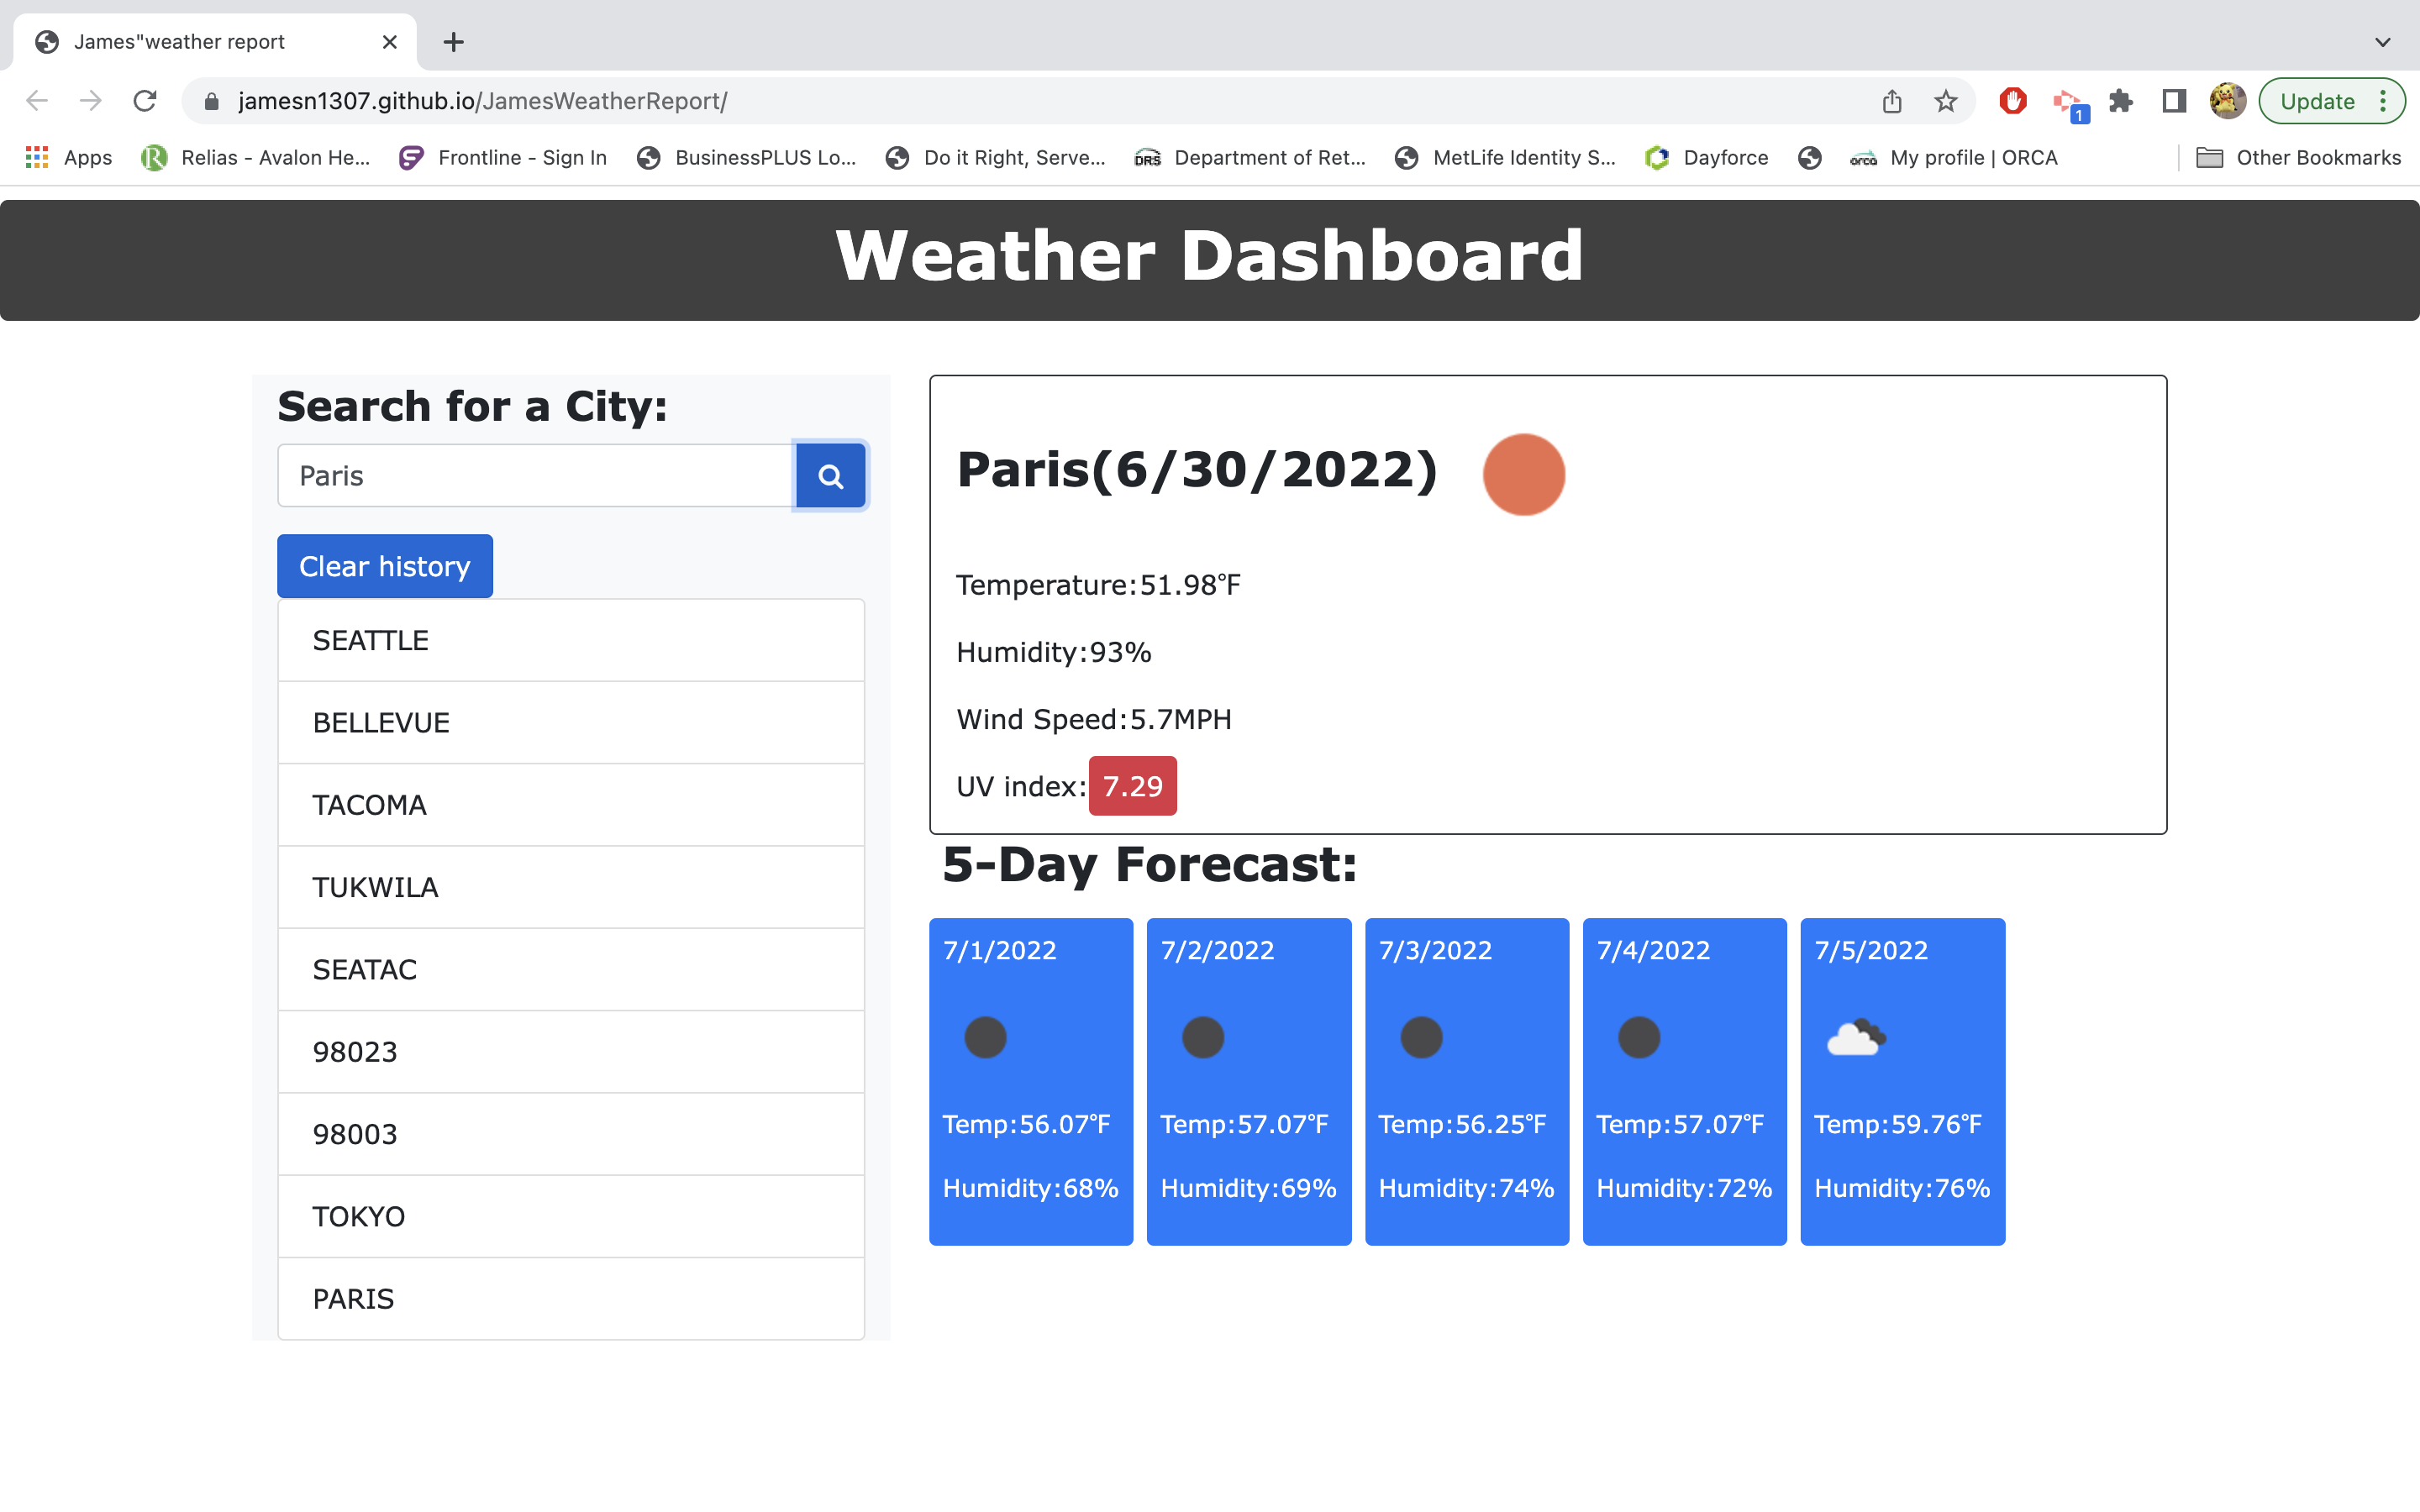 James"weather report
jamesn1307.github.io/JamesWeatherReport/
1
Update
Apps
Relias - Avalon He...
Frontline - Sign In
BusinessPLUS Lo...
Do it Right, Serve...
DRS
Department of Ret...
MetLife Identity S...
Dayforce
orca
My profile | ORCA
Other Bookmarks
Weather Dashboard
Search for a City:
Paris
Clear history
SEATTLE
BELLEVUE
TACOMA
TUKWILA
SEATAC
98023
98003
TOKYO
PARIS
Paris(6/30/2022)
Temperature:51.98℉
Humidity:93%
Wind Speed:5.7MPH
UV index: 7.29
5-Day Forecast:
7/1/2022
Temp:56.07℉
Humidity:68%
7/2/2022
Temp:57.07℉
Humidity:69%
7/3/2022
Temp:56.25℉
Humidity:74%
7/4/2022
Temp:57.07℉
Humidity:72%
7/5/2022
Temp:59.76℉
Humidity:76%